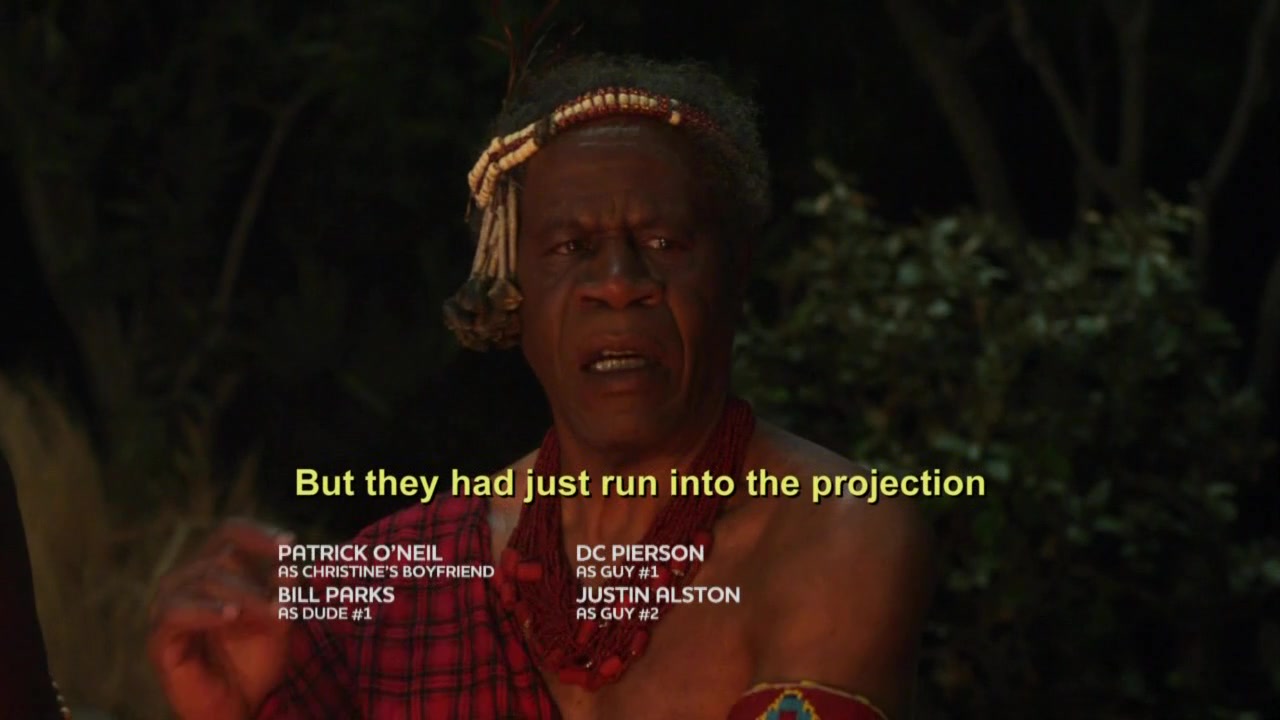 But they had just run into the projection
PATRICK O'NEIL
AS CHRISTINE'S BOYFRIEND
BILL PARKS
AS DUDE #1
DC PIERSON
AS GUY #1
JUSTIN ALSTON
AS GUY #2